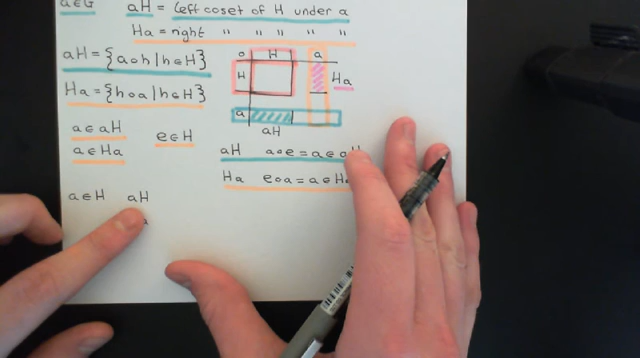 a∈G aH = left coset of H under a
Ha = right " " " " "
aH = {a∘h | h∈H}
Ha = {h∘a | h∈H}
∘ H a
H Ha
a
aH
a∈aH e∈H
a∈Ha
aH a∘e = a ∈ aH
Ha e∘a = a ∈ Ha
a∈H aH